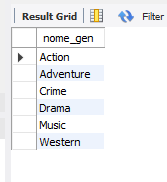 Result Grid Filter
nome_gen
Action
Adventure
Crime
Drama
Music
Western